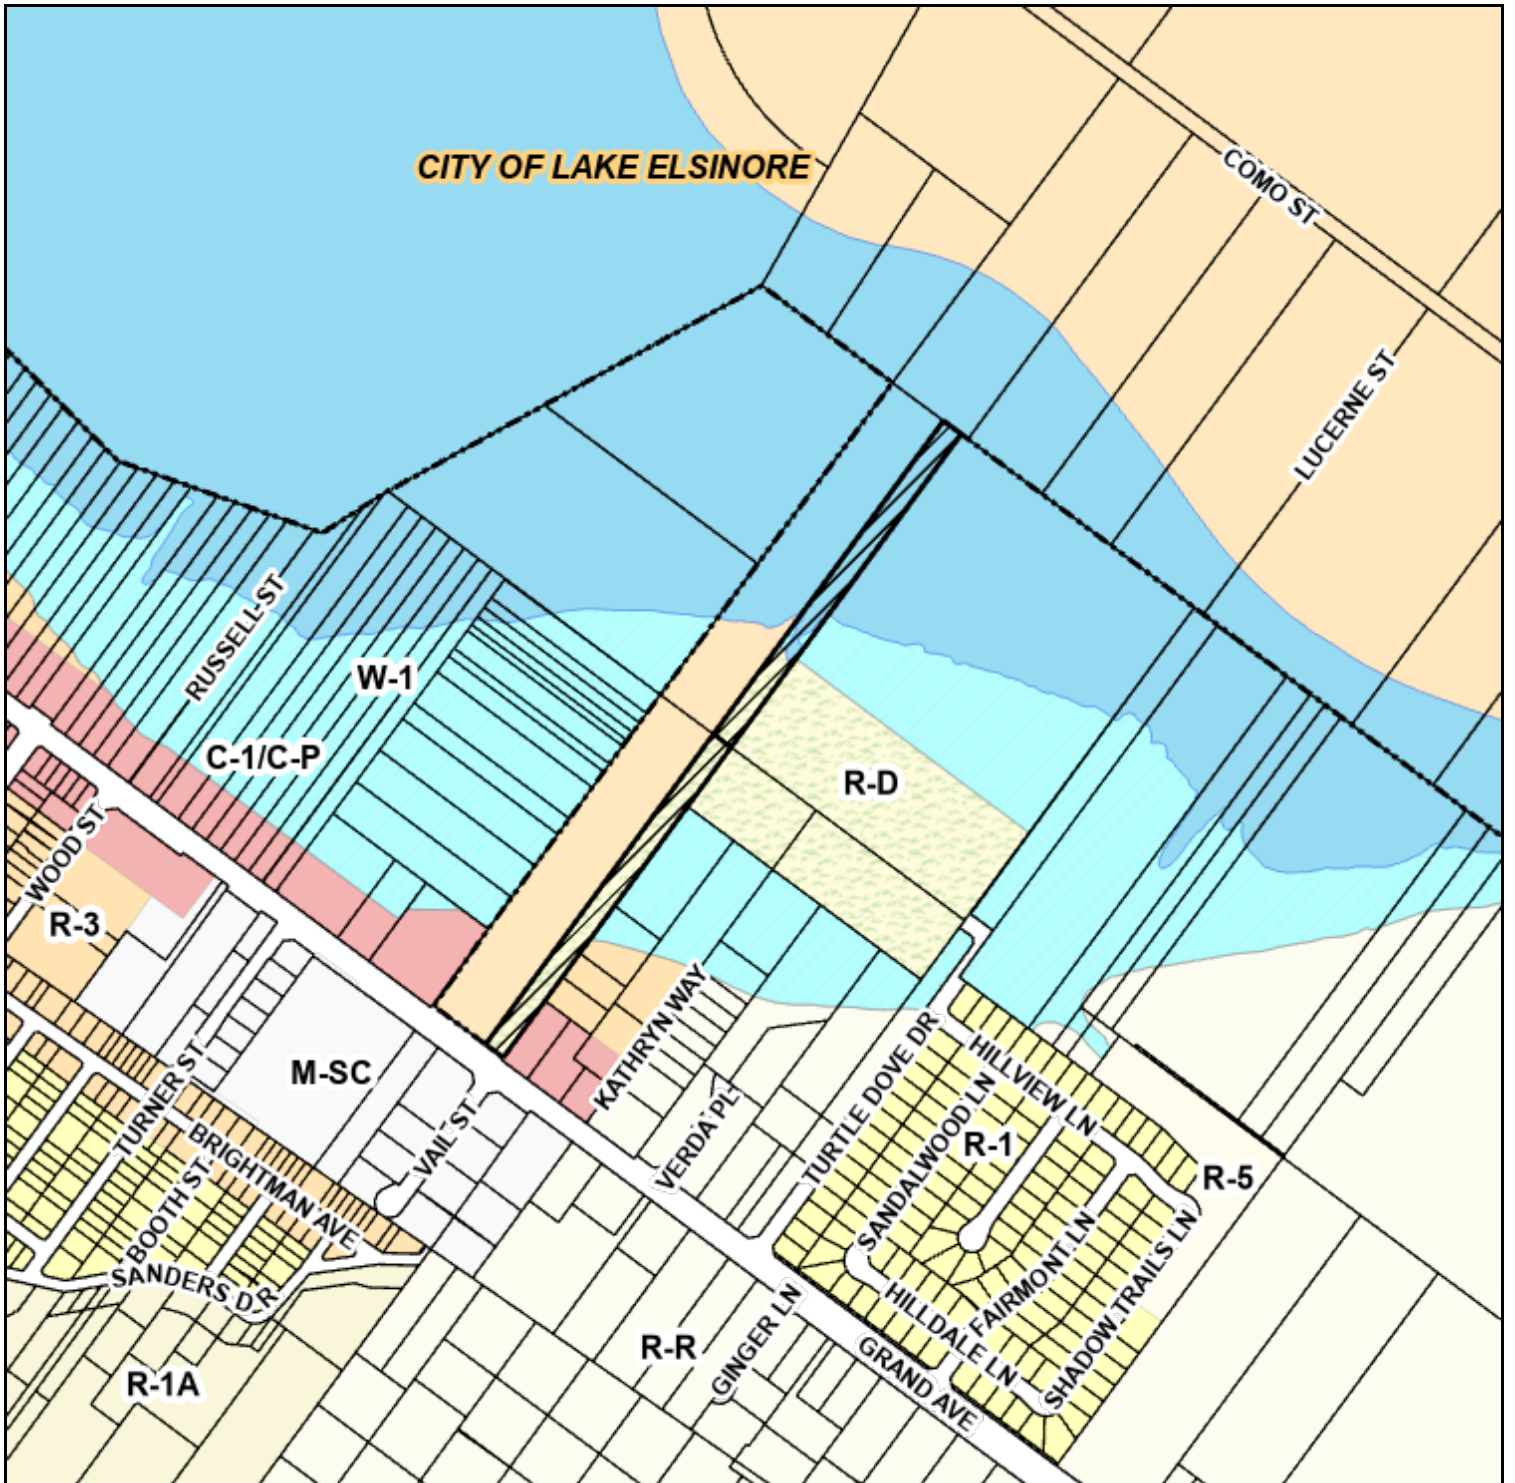 CITY OF LAKE ELSINORE
COMO ST
LUCERNE ST
RUSSELL ST
W-1
C-1/C-P
R-D
WOOD ST
R-3
KATHRYN WAY
TURTLE DOVE DR
HILLVIEW LN
SANDALWOOD LN
R-1
M-SC
TURNER ST
VAIL ST
VERDA PL
BRIGHTMAN AVE
BOOTH ST
R-5
SANDERS DR
FAIRMONT LN
SHADOW TRAILS LN
HILLDALE LN
GINGER LN
R-R
GRAND AVE
R-1A